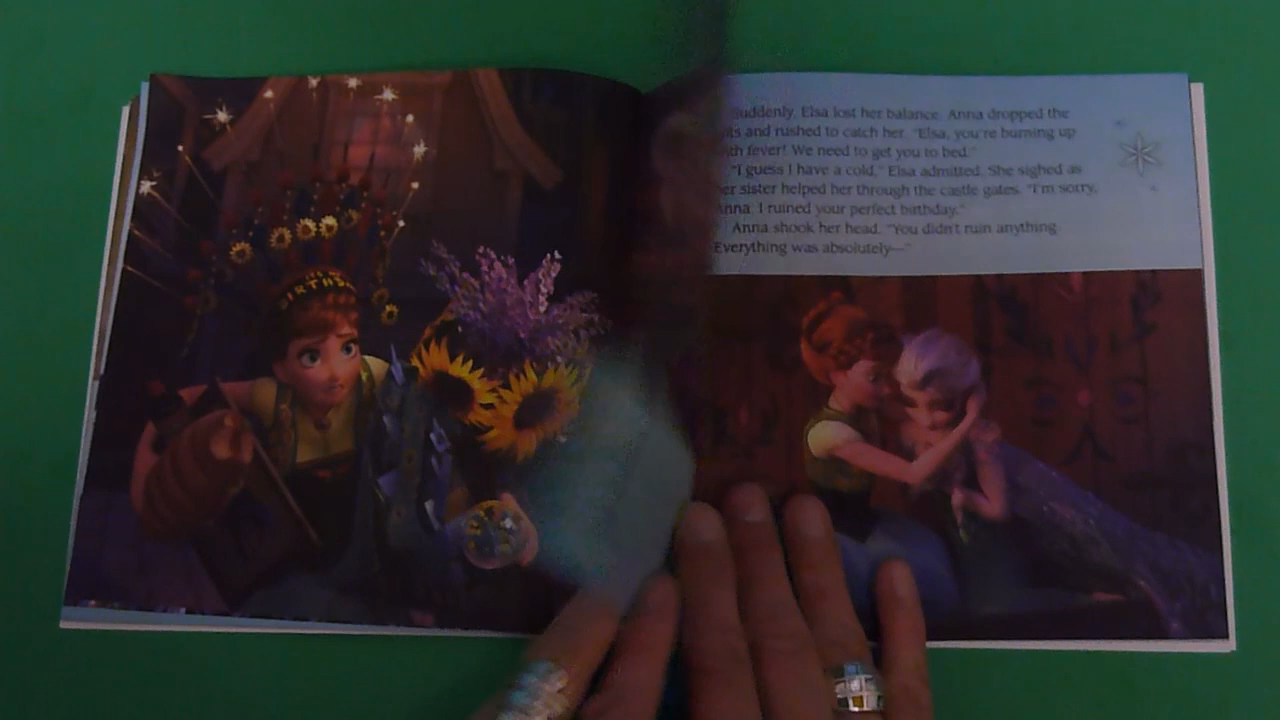 BIRTHD
Suddenly, Elsa lost her balance. Anna dropped the
and rushed to catch her. "Elsa, you're burning up
fever! We need to get you to bed."
"I guess I have a cold," Elsa admitted. She sighed as
her sister helped her through the castle gates. "I'm sorry,
Anna. I ruined your perfect birthday."
Anna shook her head. "You didn't ruin anything.
Everything was absolutely—"